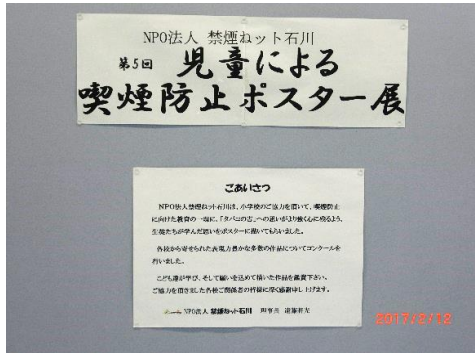 NPO法人 禁煙ねット石川
第5回 児童による
喫煙防止ポスター展
ごあいさつ
NPO法人禁煙ねット石川は、小学校のご協力を頂いて、喫煙防止
に向けた教育の一端に、「タバコの害」への思いがより強く心に残るよう、
生徒たちが学んだ思いをポスターに描いてもらいました。
各校から寄せられた表現力豊かな多数の作品についてコンクールを
行いました。
こども達が学び、そして願いを込めて描いた作品を鑑賞下さい。
ご協力を頂きました各校ご関係者の皆様に深く感謝申し上げます。
NPO法人 禁煙ねット石川 理事長
2017/2/12